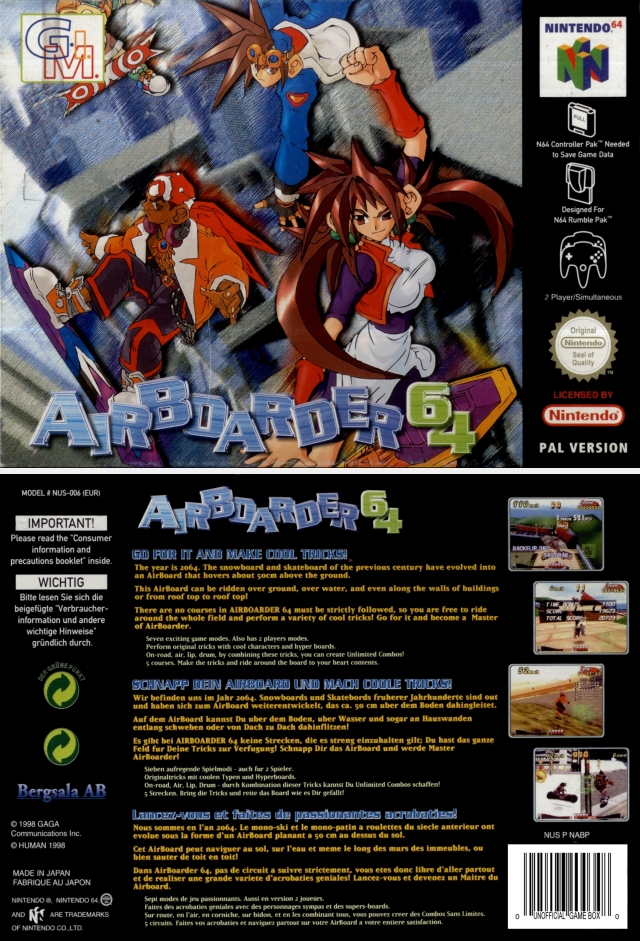 G.M.
NINTENDO 64
FULL
N64 Controller Pak™ Needed
to Save Game Data
Designed For
N64 Rumble Pak™
2 Player/Simultaneous
Original
Nintendo
Seal of
Quality
TM
LICENSED BY
Nintendo
PAL VERSION
AIRBOARDER 64
MODEL # NUS-006 (EUR)
IMPORTANT!
Please read the "Consumer
information and
precautions booklet" inside.
WICHTIG
Bitte lesen Sie sich die
beigefügte "Verbraucher-
information und andere
wichtige Hinweise"
gründlich durch.
DER GRÜNE PUNKT
Bergsala AB
© 1998 GAGA
Communications Inc.
© HUMAN 1998
MADE IN JAPAN
FABRIQUE AU JAPON
NINTENDO ®, NINTENDO 64,
AND ARE TRADEMARKS
OF NINTENDO CO.,LTD.
AIRBOARDER 64
GO FOR IT AND MAKE COOL TRICKS!
The year is 2064. The snowboard and skateboard of the previous century have evolved into
an AirBoard that hovers about 50cm above the ground.
This AirBoard can be ridden over ground, over water, and even along the walls of buildings
or from roof top to roof top!
There are no courses in AIRBOARDER 64 must be strictly followed, so you are free to ride
around the whole field and perform a variety of cool tricks! Go for it and become a Master
of AirBoarder.
Seven exciting game modes. Also has 2 players modes.
Perform original tricks with cool characters and hyper boards.
On-road, air, lip, drum, by combining these tricks, you can create Unlimited Combos!
5 courses. Make the tricks and ride around the board to your heart contents.
SCHNAPP DEIN AIRBOARD UND MACH COOLE TRICKS!
Wir befinden uns im Jahr 2064. Snowboards und Skatebords fruherer Jahrhunderte sind out
und haben sich zum AirBoard weiterentwickelt, das ca. 50 cm uber dem Boden dahingleitet.
Auf dem AirBoard kannst Du uber dem Boden, uber Wasser und sogar an Hauswanden
entlang schweben oder von Dach zu Dach dahinflitzen!
Es gibt bei AIRBOARDER 64 keine Strecken, die es streng einzuhalten gilt; Du hast das ganze
Feld fur Deine Tricks zur Verfugung! Schnapp Dir das AirBoard und werde Master
AirBoarder!
Sieben aufregende Spielmodi - auch fur 2 Spieler.
Originaltricks mit coolen Typen und Hyperboards.
On-road, Air, Lip, Drum - durch Kombination dieser Tricks kannst Du Unlimited Combos schaffen!
5 Strecken. Bring die Tricks und reite das Board wie es Dir gefallt!
Lancez-vous et faites de passionantes acrobaties!
Nous sommes en l'an 2064. Le mono-ski et le mono-patin a roulettes du siecle anterieur ont
evolue sous la forme d'un AirBoard planant a 50 cm au dessus du sol.
Cet AirBoard peut naviguer au sol, sur l'eau et meme le long des murs des immeubles, ou
bien sauter de toit en toit!
Dans AirBoarder 64, pas de circuit a suivre strictement, vous etes donc libre d'aller partout
et de realiser une grande variete d'acrobaties geniales! Lancez-vous et devenez un Maitre du
Airboard.
Sept modes de jeu passionnants. Aussi en version 2 joueurs.
Faites des acrobaties geniales avec des personnages sympas et des supers-boards.
Sur route, en l'air, en corniche, sur bidon, et en les combinant tous, vous pouvez creer des Combos Sans Limites.
5 circuits. Faites vos acrobaties et naviguez partout sur votre AirBoard a votre entiere satisfaction.
NUS P NABP
0 UNOFFICIAL GAME BOX 0